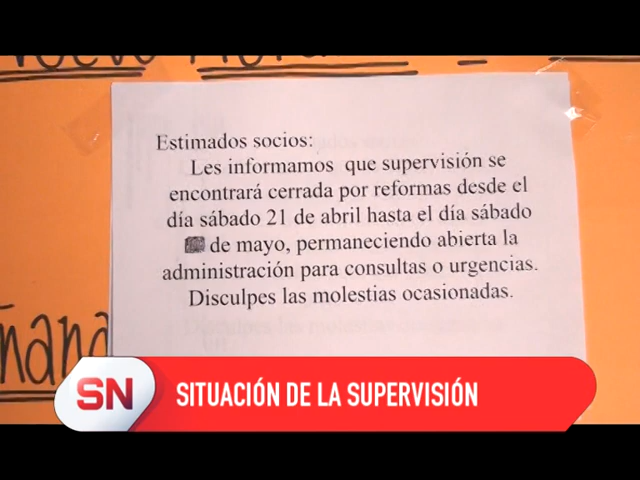 Estimados socios:
Les informamos que supervisión se
encontrará cerrada por reformas desde el
día sábado 21 de abril hasta el día sábado
de mayo, permaneciendo abierta la
administración para consultas o urgencias.
Disculpes las molestias ocasionadas.
ñana
SN
SITUACIÓN DE LA SUPERVISIÓN